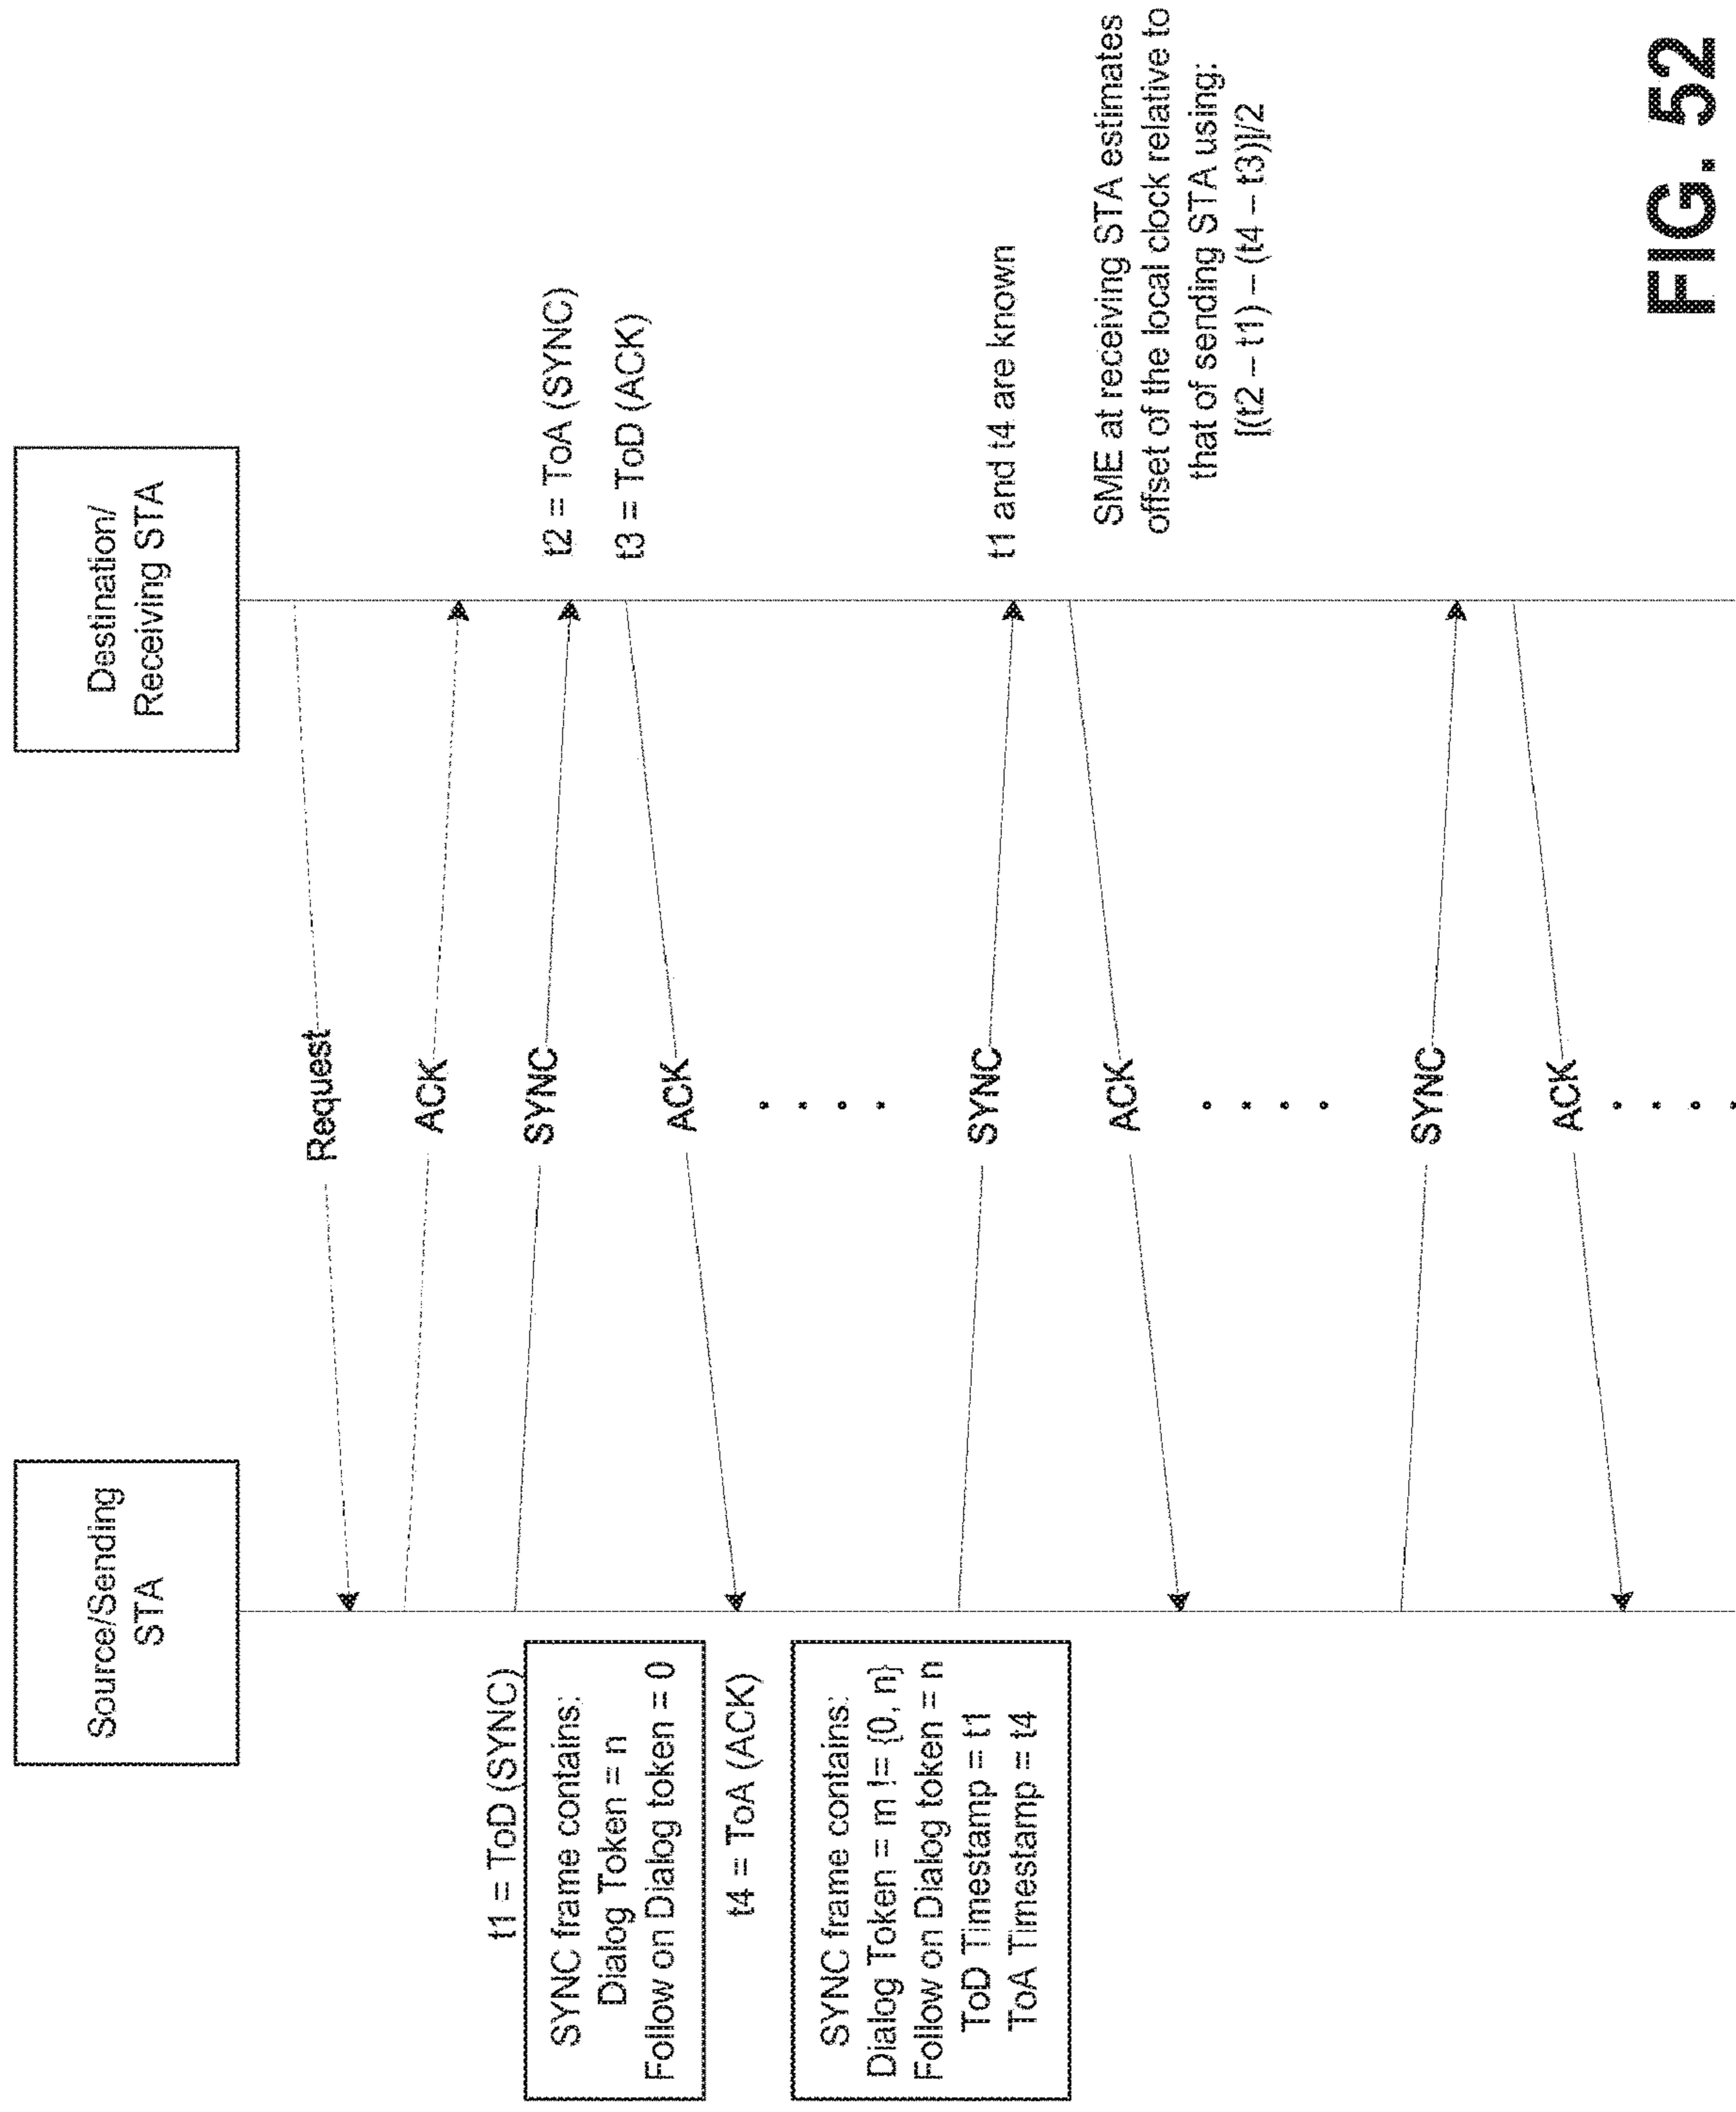 Source/Sending
STA
Destination/
Receiving STA
Request
ACK
t1 = ToD (SYNC)
SYNC
t2 = ToA (SYNC)
SYNC frame contains:
Dialog Token = n
Follow on Dialog token = 0
t3 = ToD (ACK)
ACK
t4 = ToA (ACK)
SYNC frame contains:
Dialog Token = m != {0, n}
Follow on Dialog token = n
ToD Timestamp = t1
ToA Timestamp = t4
SYNC
t1 and t4 are known
ACK
SME at receiving STA estimates
offset of the local clock relative to
that of sending STA using:
[(t2 – t1) – (t4 – t3)]/2
SYNC
ACK
FIG. 52